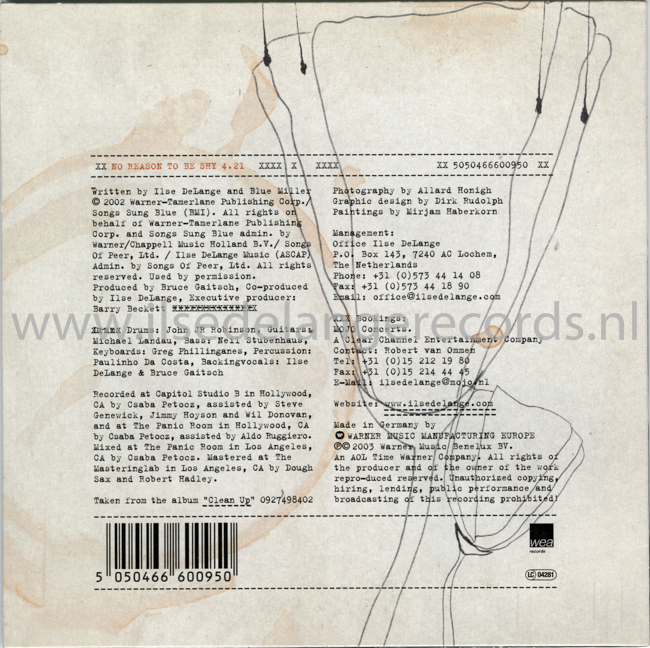 XX NO REASON TO BE SHY 4.21 XXXX X XXXX XX 5050466600950 XX
Written by Ilse DeLange and Blue Miller
© 2002 Warner-Tamerlane Publishing Corp./
Songs Sung Blue (BMI). All rights on
behalf of Warner-Tamerlane Publishing
Corp. and Songs Sung Blue admin. by
Warner/Chappell Music Holland B.V./ Songs
Of Peer, Ltd. / Ilse DeLange Music (ASCAP)
Admin. by Songs Of Peer, Ltd. All rights
reserved. Used by permission.
Produced by Bruce Gaitsch, Co-produced
by Ilse DeLange, Executive producer:
Barry Beckett
Drums: John JR Robinson, Guitars
Michael Landau, Bass: Neil Stubenhaus,
Keyboards: Greg Phillinganes, Percussion:
Paulinho Da Costa, Backingvocals: Ilse
DeLange & Bruce Gaitsch
Recorded at Capitol Studio B in Hollywood,
CA by Csaba Petocz, assisted by Steve
Genewick, Jimmy Hoyson and Wil Donovan,
and at The Panic Room in Hollywood, CA
by Csaba Petocz, assisted by Aldo Ruggiero.
Mixed at The Panic Room in Los Angeles,
CA by Csaba Petocz. Mastered at The
Masteringlab in Los Angeles, CA by Dough
Sax and Robert Hadley.
Taken from the album "Clean Up" 0927498402
5 050466 600950
Photography by Allard Honigh
Graphic design by Dirk Rudolph
Paintings by Mirjam Haberkorn
Management:
Office Ilse DeLange
P.O. Box 143, 7240 AC Lochem,
The Netherlands
Phone: +31 (0)573 44 14 08
Fax: +31 (0)573 44 18 90
Email: office@ilsedelange.com
XXX Bookings:
MOJO Concerts.
A Clear Channel Entertainment Company
Contact: Robert van Ommen
Tel: +31 (0)15 212 19 80
Fax: +31 (0)15 214 44 45
E-Mail: ilsedelange@mojo.nl
Website: www.ilsedelange.com
Made in Germany by
WARNER MUSIC MANUFACTURING EUROPE
℗© 2003 Warner Music Benelux BV.
An AOL Time Warner Company. All rights of
the producer and of the owner of the work
repro-duced reserved. Unauthorized copying,
hiring, lending, public performance and
broadcasting of this recording prohibited!
wea
records
LC 04281
www.ilsedelangerecords.nl